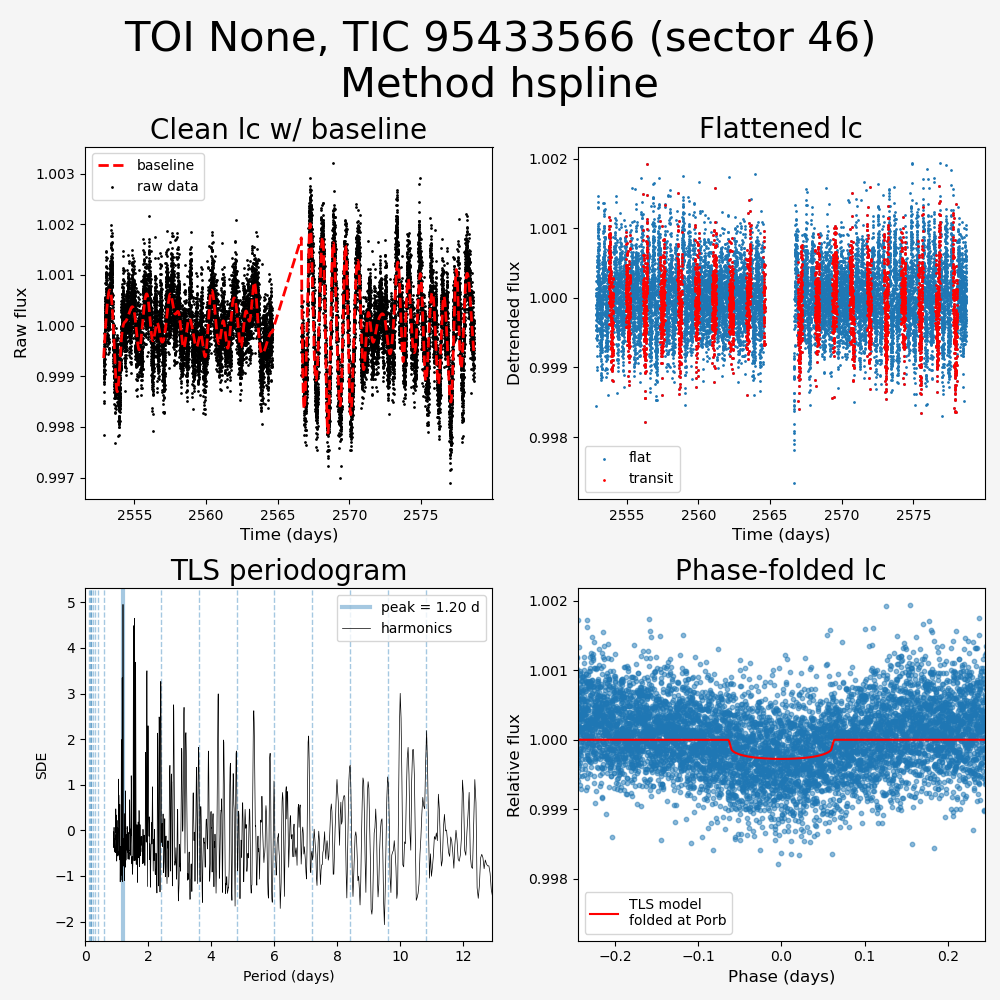 TOI None, TIC 95433566 (sector 46)
Method hspline
Clean lc w/ baseline
baseline
raw data
1.003
1.002
1.001
1.000
0.999
0.998
0.997
Raw flux
2555
2560
2565
2570
2575
Time (days)
Flattened lc
1.002
1.001
1.000
0.999
0.998
Detrended flux
flat
transit
2555
2560
2565
2570
2575
Time (days)
TLS periodogram
peak = 1.20 d
harmonics
5
4
3
2
1
0
−1
−2
SDE
0
2
4
6
8
10
12
Period (days)
Phase-folded lc
1.002
1.001
1.000
0.999
0.998
Relative flux
TLS model
folded at Porb
−0.2
−0.1
0.0
0.1
0.2
Phase (days)